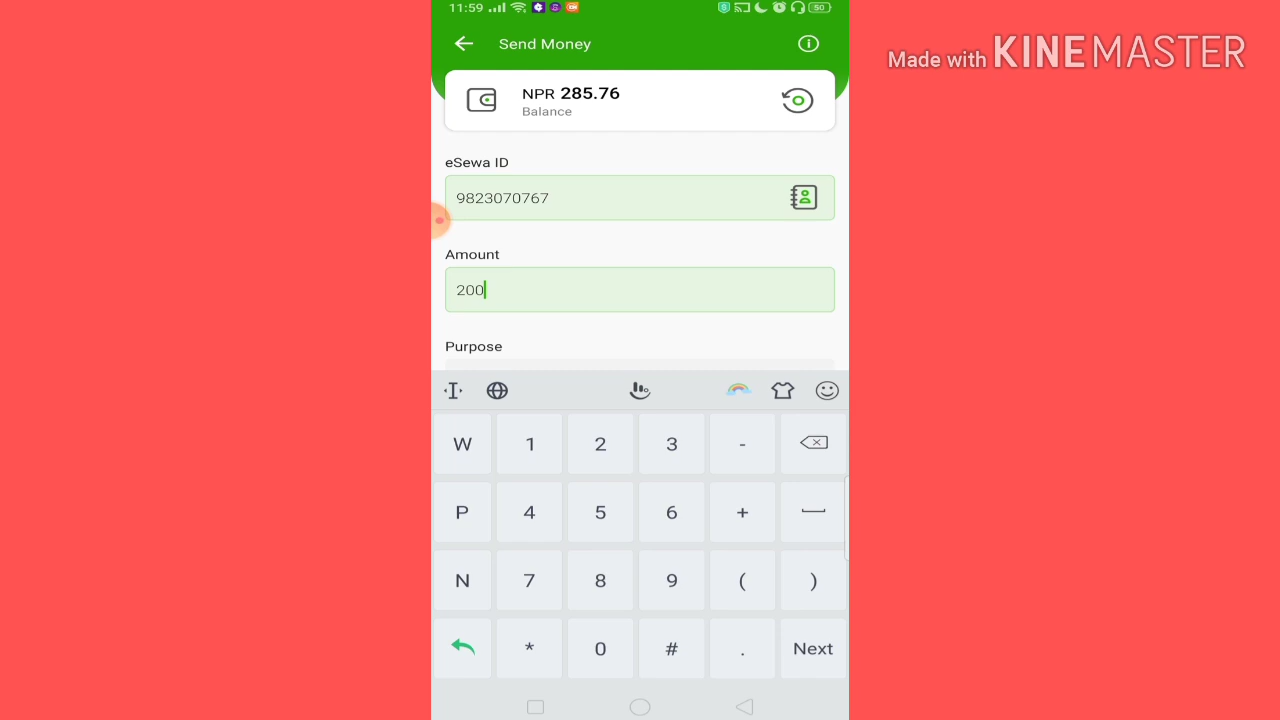 11:59
50
Send Money
Made with KINEMASTER
NPR 285.76
Balance
eSewa ID
9823070767
Amount
200
Purpose
W 1 2 3 -
P 4 5 6 +
N 7 8 9 ( )
* 0 # . Next